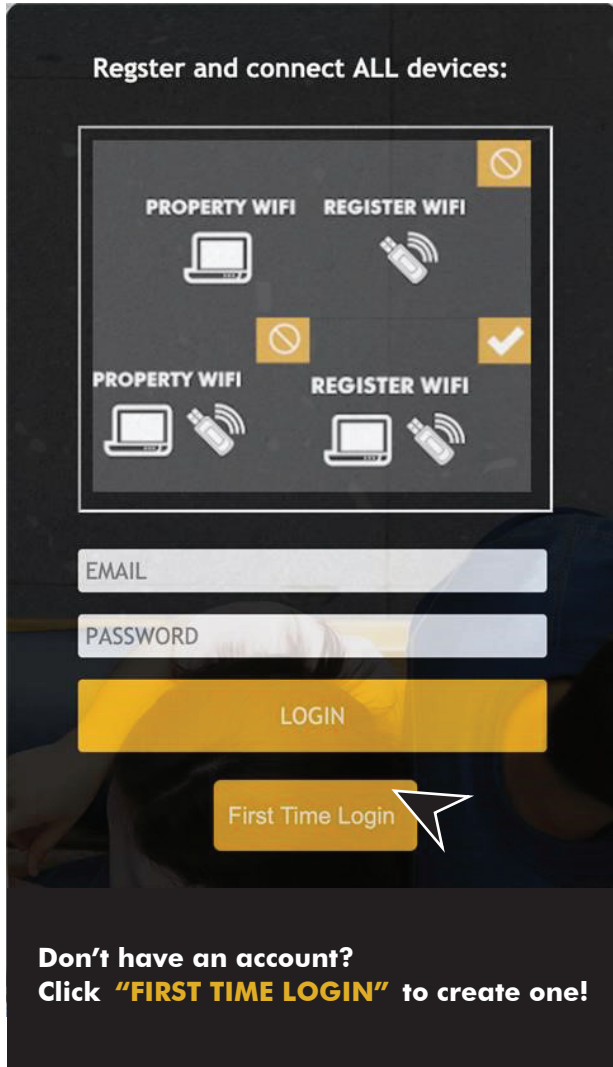 Regster and connect ALL devices:
PROPERTY WIFI REGISTER WIFI
PROPERTY WIFI REGISTER WIFI
EMAIL
PASSWORD
LOGIN
First Time Login
Don't have an account?
Click “FIRST TIME LOGIN” to create one!